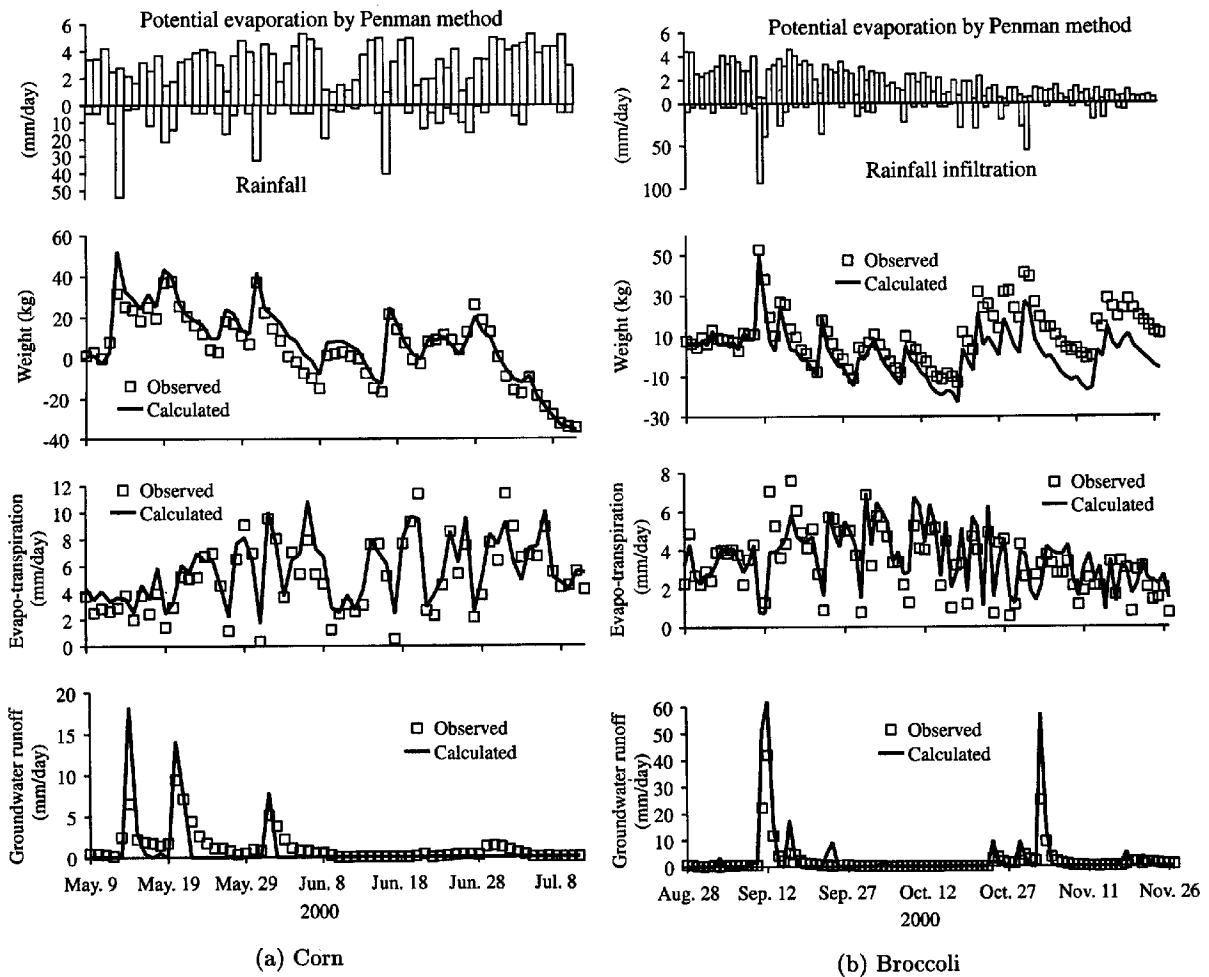 Potential evaporation by Penman method
6
4
2
0
10
20
30
40
50
(mm/day)
Rainfall
60
40
20
0
-20
-40
Weight (kg)
Observed
Calculated
12
10
8
6
4
2
0
Evapo-transpiration
(mm/day)
Observed
Calculated
20
15
10
5
0
Groundwater runoff
(mm/day)
Observed
Calculated
May. 9 May. 19 May. 29 Jun. 8 Jun. 18 Jun. 28 Jul. 8
2000
(a) Corn
Potential evaporation by Penman method
6
4
2
0
50
100
(mm/day)
Rainfall infiltration
50
30
10
-10
-30
Weight (kg)
Observed
Calculated
8
6
4
2
0
Evapo-transpiration
(mm/day)
Observed
Calculated
60
50
40
30
20
10
0
Groundwater runoff
(mm/day)
Observed
Calculated
Aug. 28 Sep. 12 Sep. 27 Oct. 12 Oct. 27 Nov. 11 Nov. 26
2000
(b) Broccoli